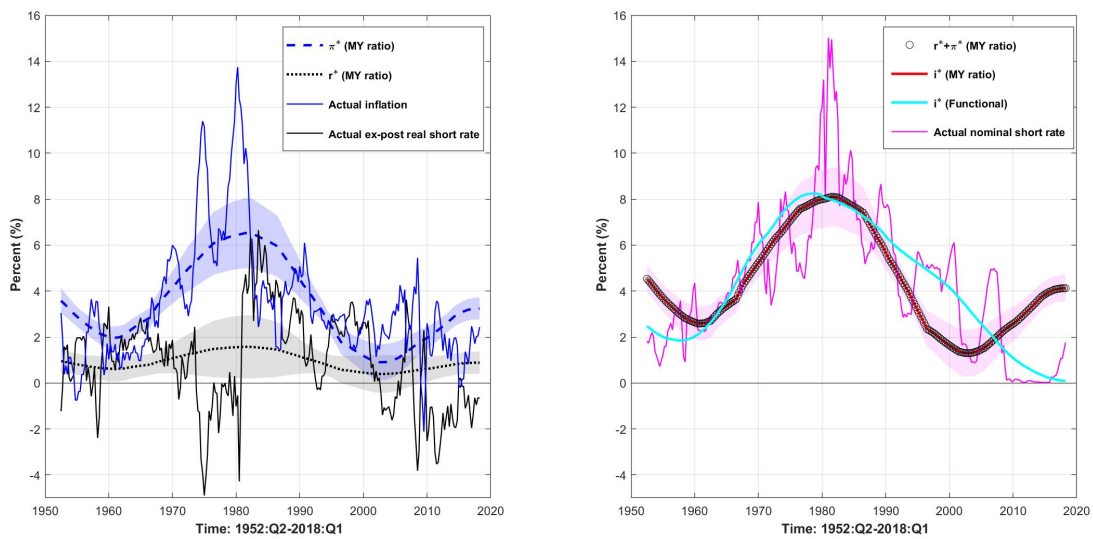 16
14
12
10
8
6
4
2
0
-2
-4
Percent (%)
1950 1960 1970 1980 1990 2000 2010 2020
Time: 1952:Q2-2018:Q1
π* (MY ratio)
r* (MY ratio)
Actual inflation
Actual ex-post real short rate
16
14
12
10
8
6
4
2
0
-2
-4
Percent (%)
1950 1960 1970 1980 1990 2000 2010 2020
Time: 1952:Q2-2018:Q1
r*+π* (MY ratio)
i* (MY ratio)
i* (Functional)
Actual nominal short rate